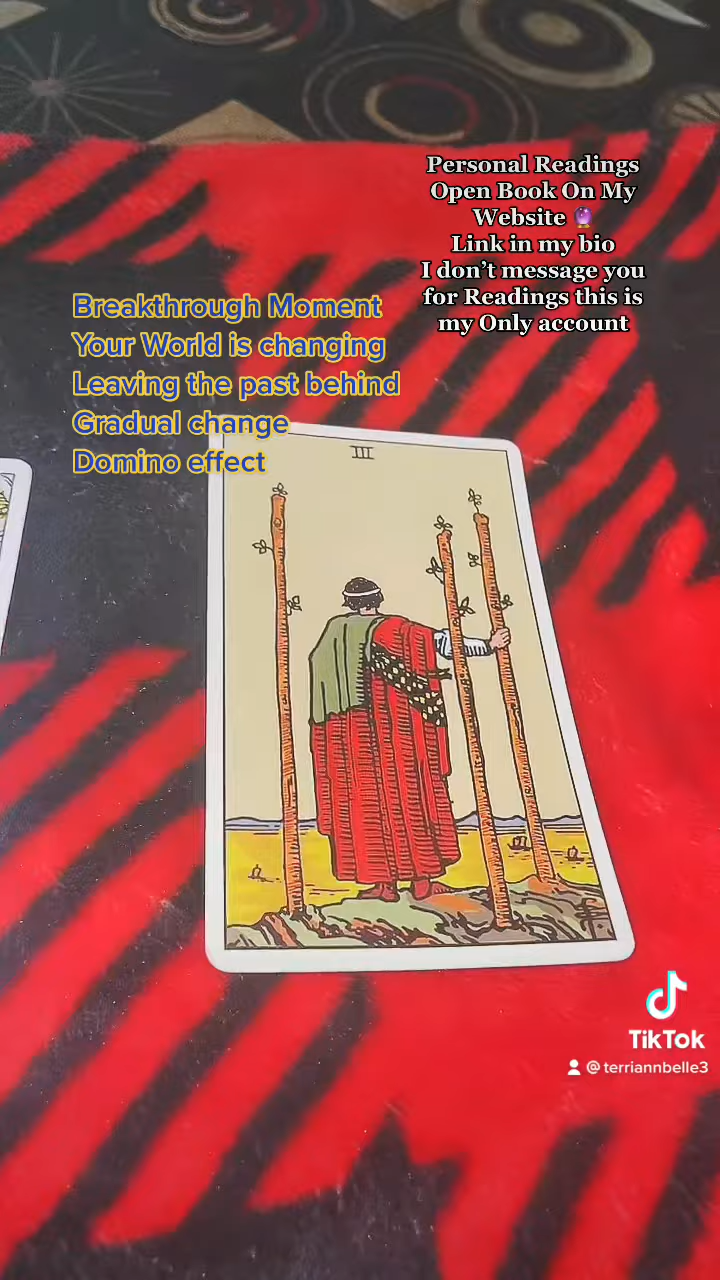 Personal Readings
Open Book On My
Website 🔮
Link in my bio
I don't message you
for Readings this is
my Only account
Breakthrough Moment
Your World is changing
Leaving the past behind
Gradual change
Domino effect
III
TikTok
@terriannbelle3